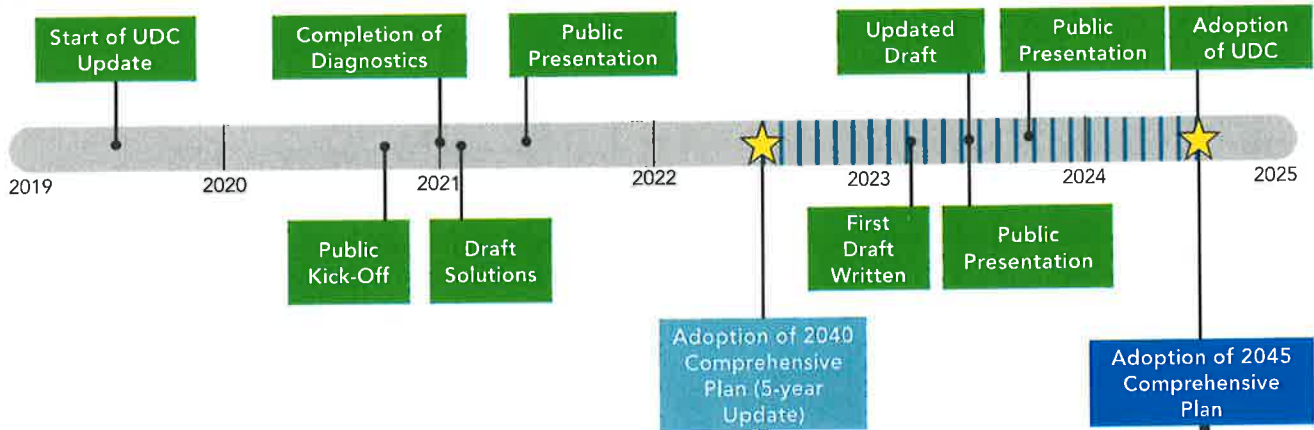 Start of UDC
Update
Completion of
Diagnostics
Public
Presentation
Updated
Draft
Public
Presentation
Adoption
of UDC
2019
2020
2021
2022
2023
2024
2025
Public
Kick-Off
Draft
Solutions
First
Draft
Written
Public
Presentation
Adoption of 2040
Comprehensive
Plan (5-year
Update)
Adoption of 2045
Comprehensive
Plan